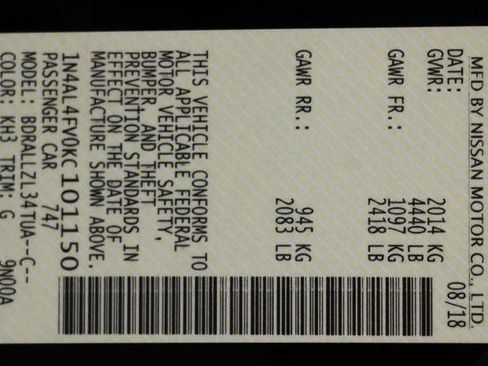 MFD BY NISSAN MOTOR CO., LTD.
DATE: 08/18
GVWR: 2014 KG
4440 LB
GAWR FR.: 1097 KG
2418 LB
GAWR RR.: 945 KG
2083 LB
THIS VEHICLE CONFORMS TO
ALL APPLICABLE FEDERAL
MOTOR VEHICLE SAFETY,
BUMPER, AND THEFT
PREVENTION STANDARDS IN
EFFECT ON THE DATE OF
MANUFACTURE SHOWN ABOVE.
1N4AL4FV0KC101150
PASSENGER CAR 747
MODEL: BDRALLZL34TUA--C--
COLOR: KH3 TRIM: G 9N00A